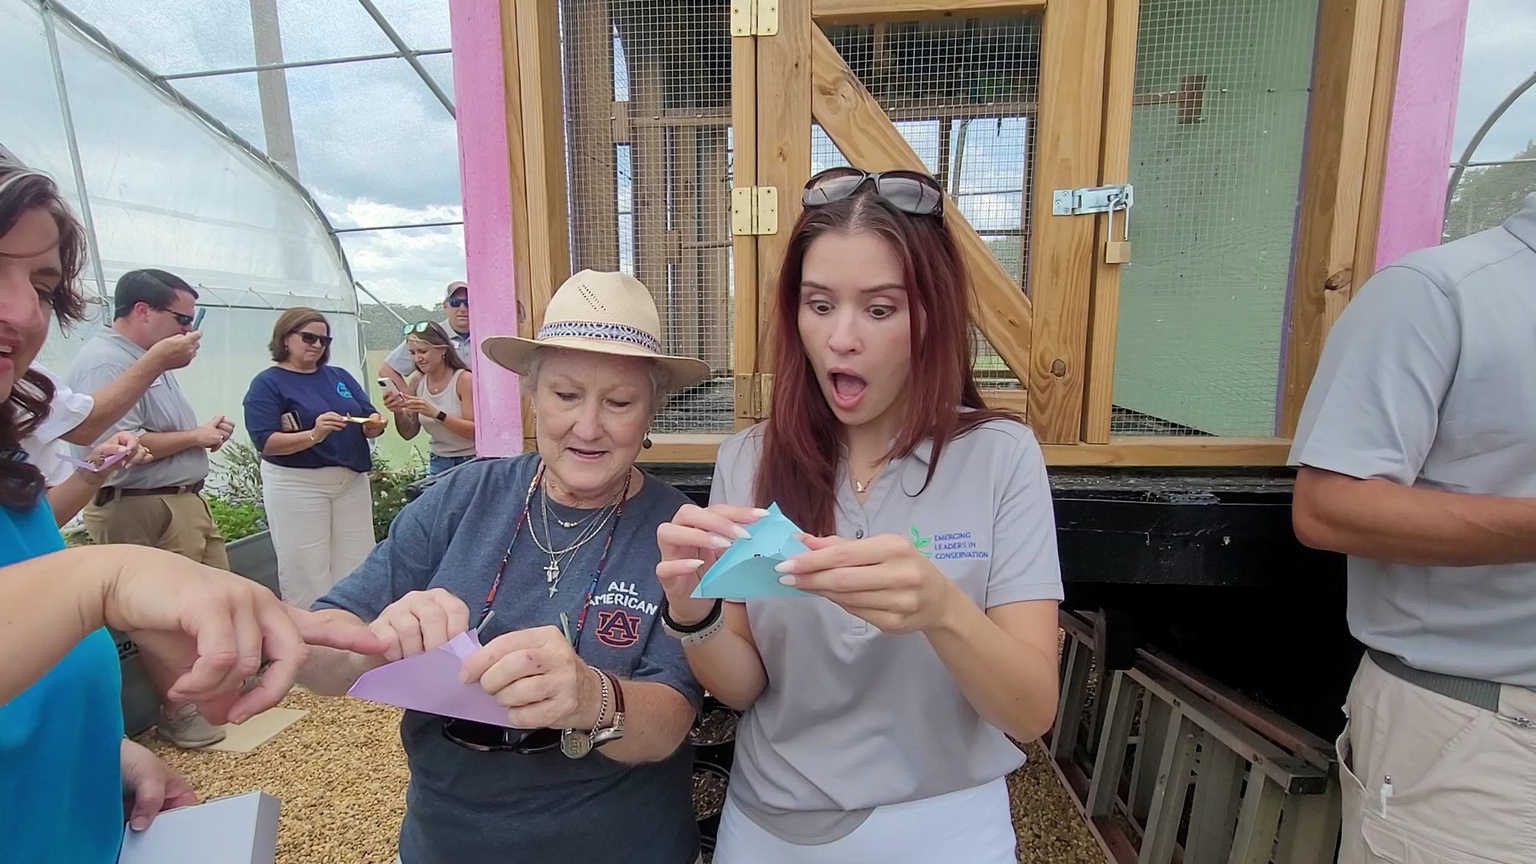 ALL
AMERICAN
AU
EMERGING
LEADERS IN
CONSERVATION